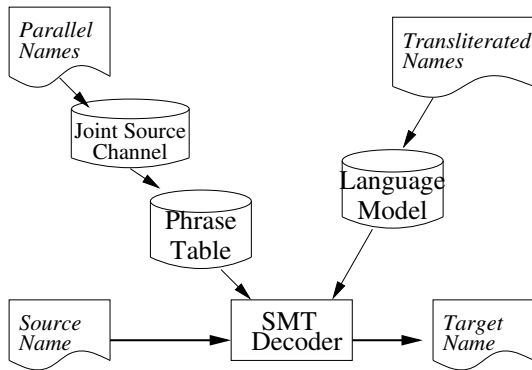 Parallel
Names
Transliterated
Names
Joint Source
Channel
Language
Model
Phrase
Table
Source
Name
SMT
Decoder
Target
Name